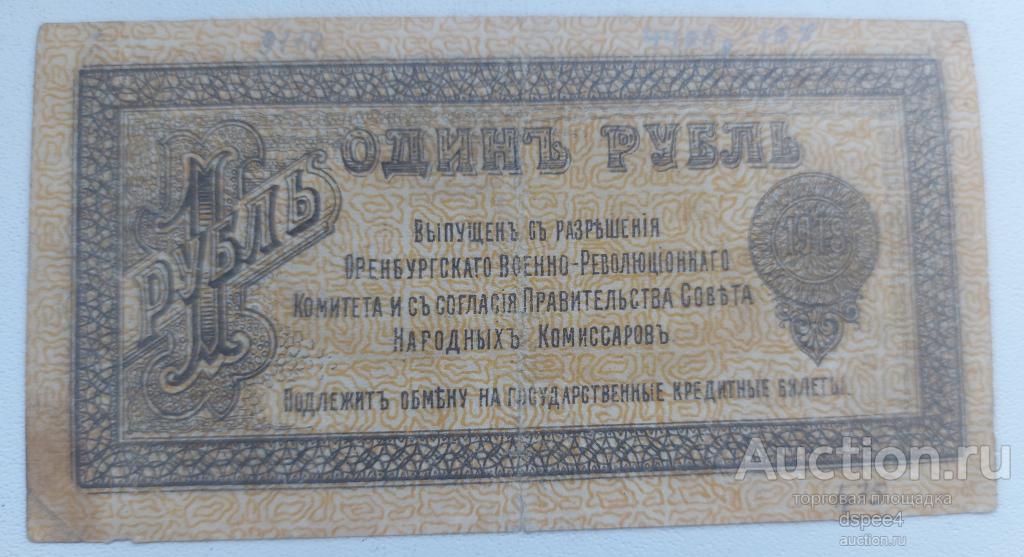 ОДИНЪ РУБЛЬ
1
РУБЛЬ
ВЫПУЩЕНЪ СЪ РАЗРѢШЕНІЯ
ОРЕНБУРГСКАГО ВОЕННО-РЕВОЛЮЦІОННАГО
КОМИТЕТА И СЪ СОГЛАСІЯ ПРАВИТЕЛЬСТВА СОВѢТА
НАРОДНЫХЪ КОМИССАРОВЪ
1918
ПОДЛЕЖИТЪ ОБМѢНУ НА ГОСУДАРСТВЕННЫЕ КРЕДИТНЫЕ БИЛЕТЫ.
Auction.ru
торговая площадка
dspee4
auction.ru